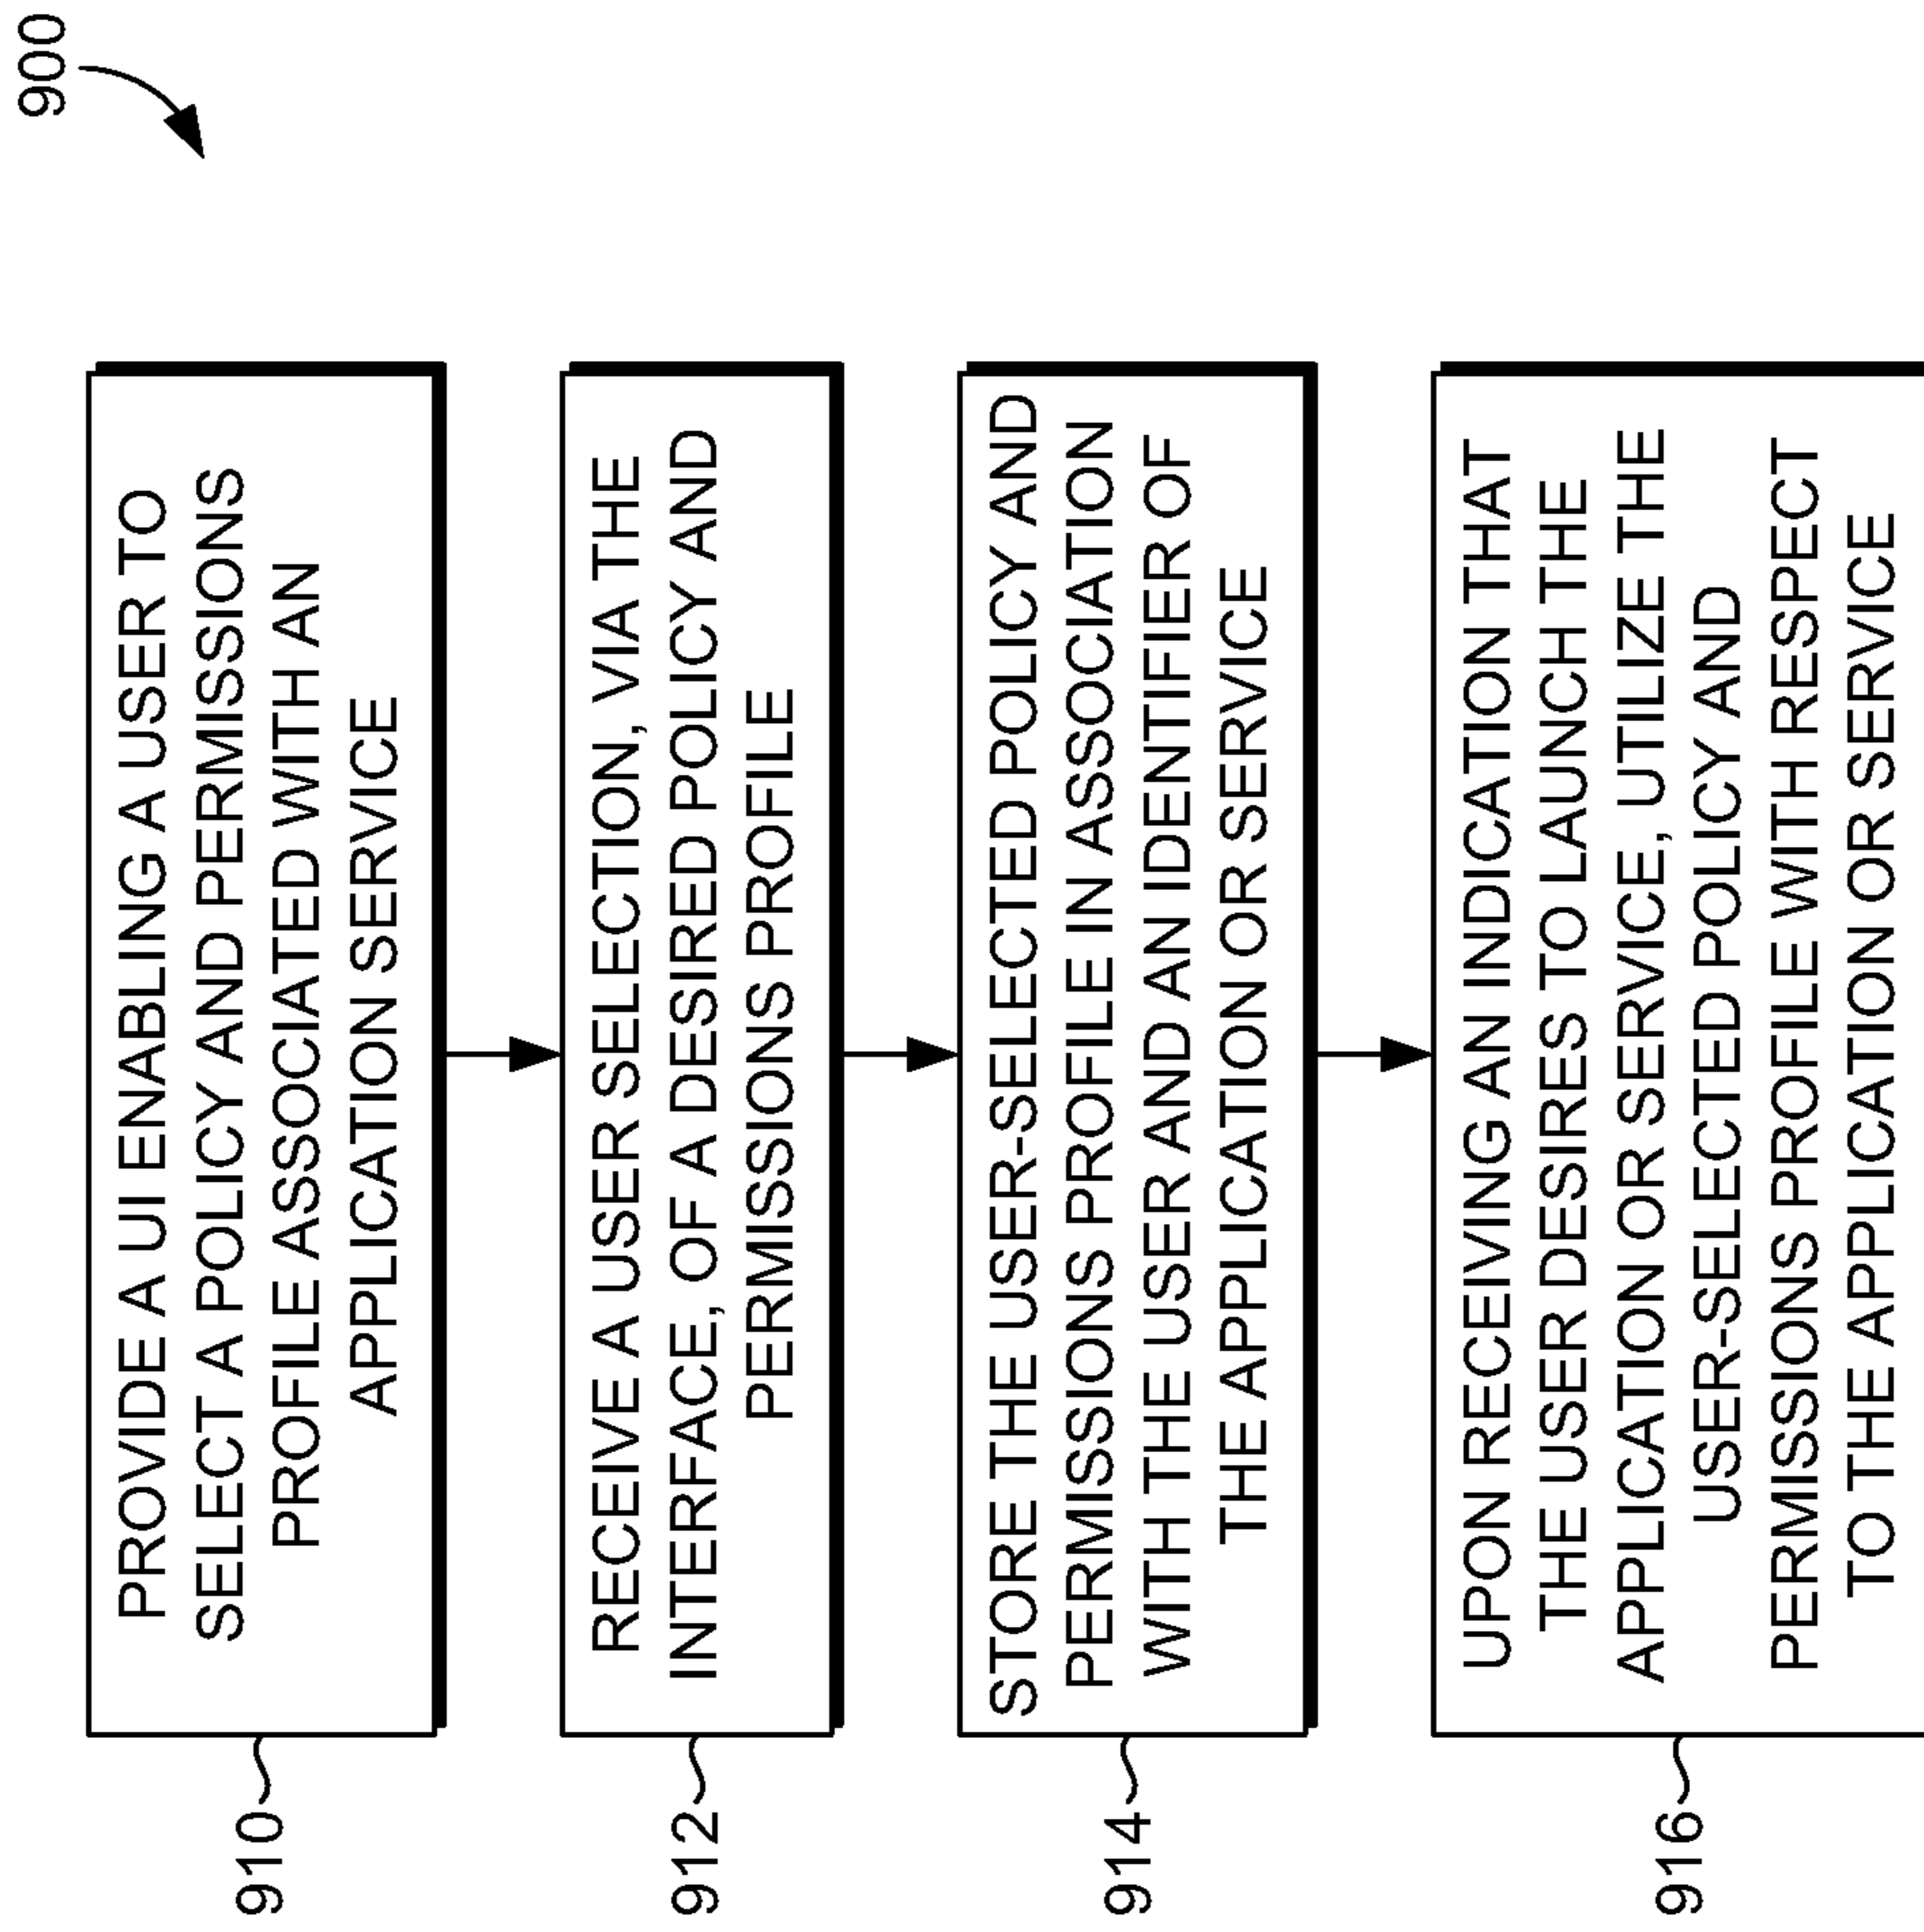 900
910
PROVIDE A UI ENABLING A USER TO
SELECT A POLICY AND PERMISSIONS
PROFILE ASSOCIATED WITH AN
APPLICATION SERVICE
912
RECEIVE A USER SELECTION, VIA THE
INTERFACE, OF A DESIRED POLICY AND
PERMISSIONS PROFILE
914
STORE THE USER-SELECTED POLICY AND
PERMISSIONS PROFILE IN ASSOCIATION
WITH THE USER AND AN IDENTIFIER OF
THE APPLICATION OR SERVICE
916
UPON RECEIVING AN INDICATION THAT
THE USER DESIRES TO LAUNCH THE
APPLICATION OR SERVICE, UTILIZE THE
USER-SELECTED POLICY AND
PERMISSIONS PROFILE WITH RESPECT
TO THE APPLICATION OR SERVICE